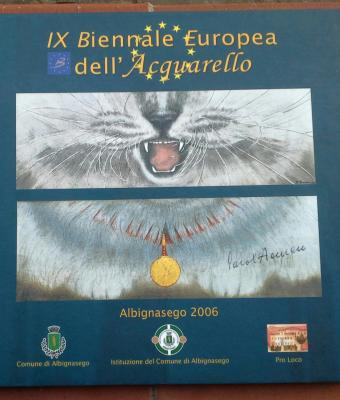 IX Biennale Europea
dell'Acquarello
Albignasego 2006
Comune di Albignasego
Istituzione del Comune di Albignasego
Pro Loco